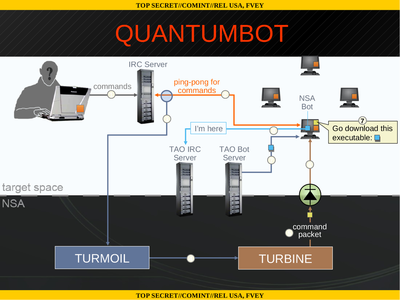 TOP SECRET//COMINT//REL USA, FVEY
QUANTUMBOT
IRC Server
commands
ping-pong for
commands
NSA
Bot
?
?
Go download this
executable:
I'm here
TAO IRC
Server
TAO Bot
Server
target space
NSA
command
packet
TURMOIL
TURBINE
TOP SECRET//COMINT//REL USA, FVEY